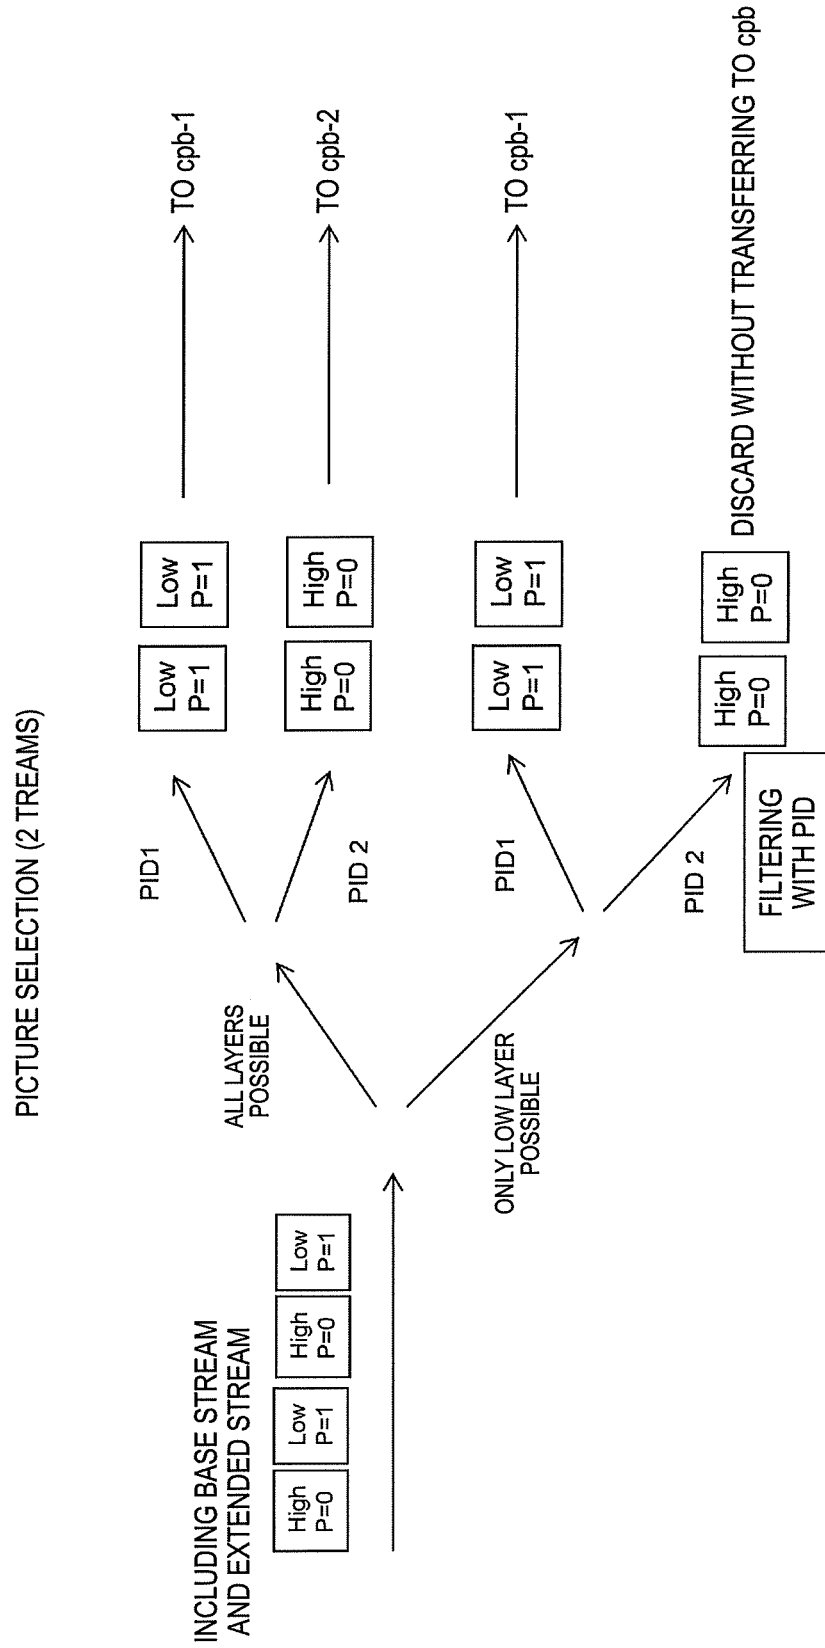 PICTURE SELECTION (2 TREAMS)
INCLUDING BASE STREAM
AND EXTENDED STREAM
High
P=0
Low
P=1
High
P=0
Low
P=1
ALL LAYERS
POSSIBLE
PID1
Low
P=1
Low
P=1
TO cpb-1
PID 2
High
P=0
High
P=0
TO cpb-2
ONLY LOW LAYER
POSSIBLE
PID1
Low
P=1
Low
P=1
TO cpb-1
PID 2
High
P=0
High
P=0
DISCARD WITHOUT TRANSFERRING TO cpb
FILTERING
WITH PID